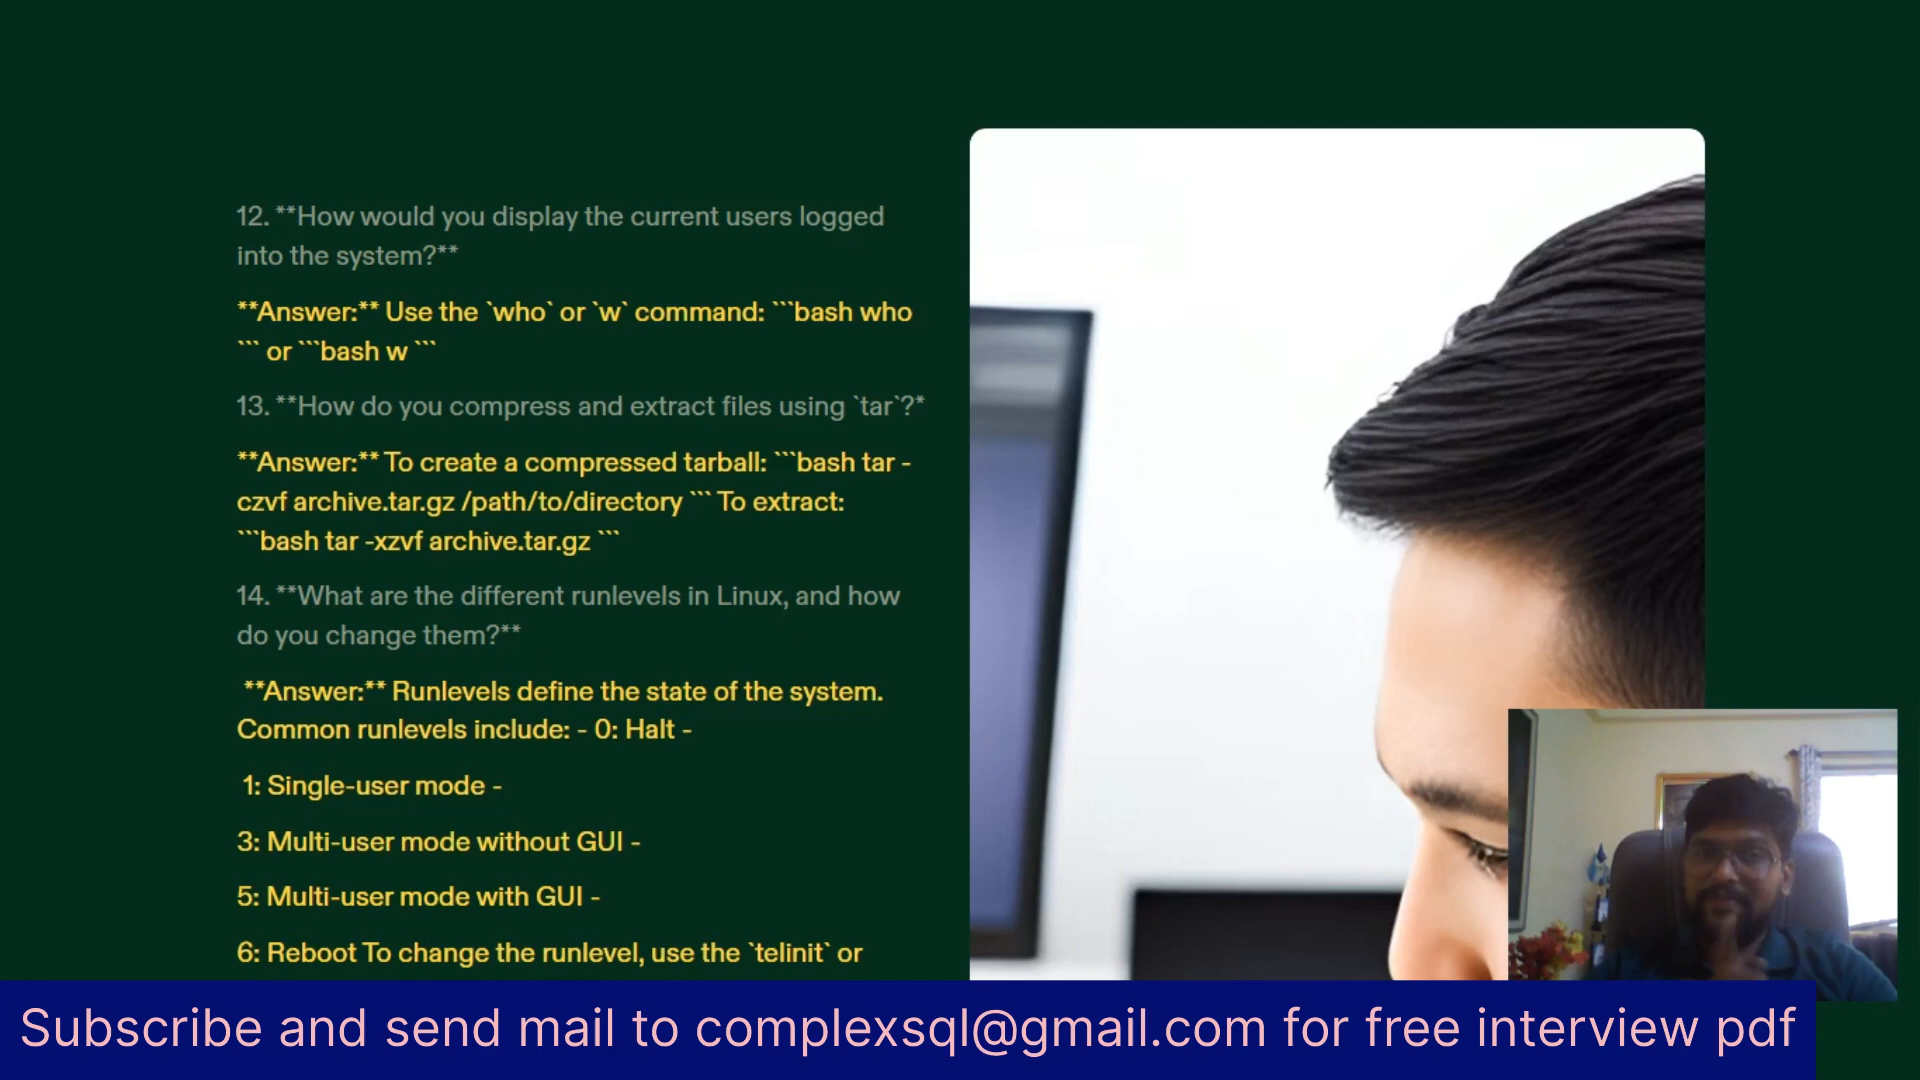 12. **How would you display the current users logged
into the system?**
**Answer:** Use the `who` or `w` command: ```bash who
``` or ```bash w ```
13. **How do you compress and extract files using `tar`?*
**Answer:** To create a compressed tarball: ```bash tar -
czvf archive.tar.gz /path/to/directory ``` To extract:
```bash tar -xzvf archive.tar.gz ```
14. **What are the different runlevels in Linux, and how
do you change them?**
**Answer:** Runlevels define the state of the system.
Common runlevels include: - 0: Halt -
1: Single-user mode -
3: Multi-user mode without GUI -
5: Multi-user mode with GUI -
6: Reboot To change the runlevel, use the `telinit` or
Subscribe and send mail to complexsql@gmail.com for free interview pdf